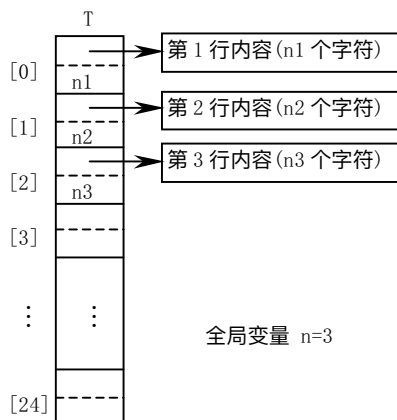 T
第 1 行内容(n1 个字符)
[0]
n1
第 2 行内容(n2 个字符)
[1]
n2
第 3 行内容(n3 个字符)
[2]
n3
[3]
⋮
⋮
全局变量 n=3
[24]